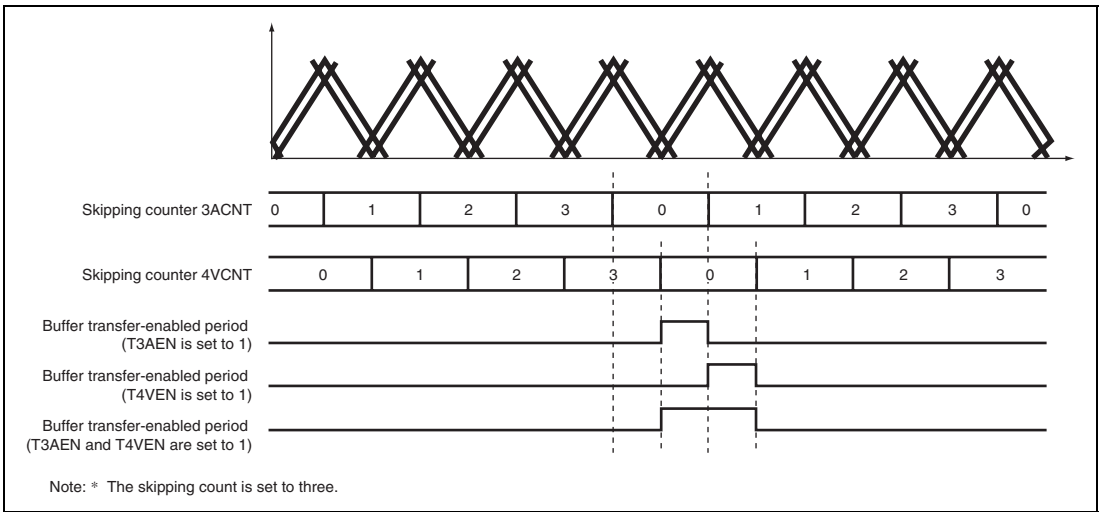 Skipping counter 3ACNT 0 1 2 3 0 1 2 3 0
Skipping counter 4VCNT 0 1 2 3 0 1 2 3
Buffer transfer-enabled period
(T3AEN is set to 1)
Buffer transfer-enabled period
(T4VEN is set to 1)
Buffer transfer-enabled period
(T3AEN and T4VEN are set to 1)
Note: * The skipping count is set to three.